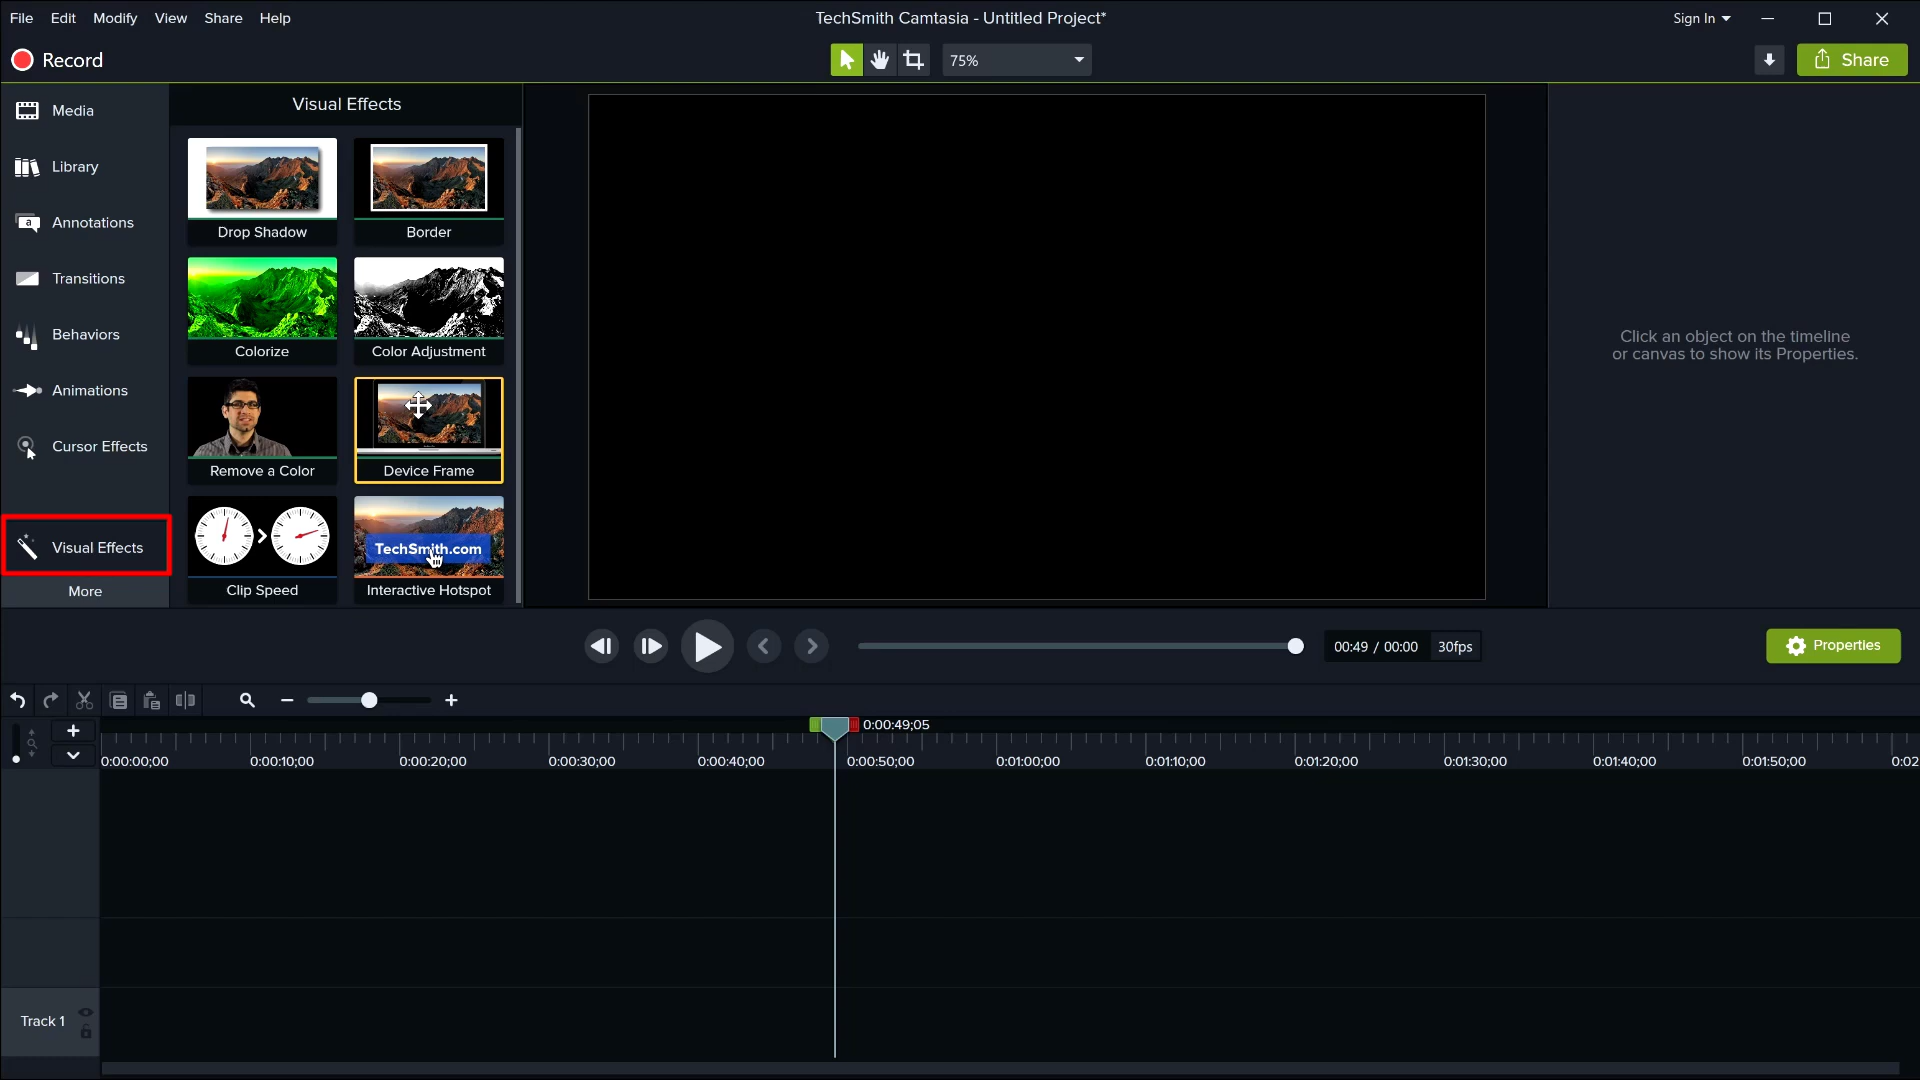 File Edit Modify View Share Help
TechSmith Camtasia - Untitled Project*
Sign In
Record
75%
Share
Media
Library
Annotations
Transitions
Behaviors
Animations
Cursor Effects
Visual Effects
More
Visual Effects
Drop Shadow
Border
Colorize
Color Adjustment
Remove a Color
Device Frame
Clip Speed
TechSmith.com
Interactive Hotspot
Click an object on the timeline
or canvas to show its Properties.
00:49 / 00:00 30fps
Properties
0:00:49;05
0:00:00;00 0:00:10;00 0:00:20;00 0:00:30;00 0:00:40;00 0:00:50;00 0:01:00;00 0:01:10;00 0:01:20;00 0:01:30;00 0:01:40;00 0:01:50;00 0:02
Track 1